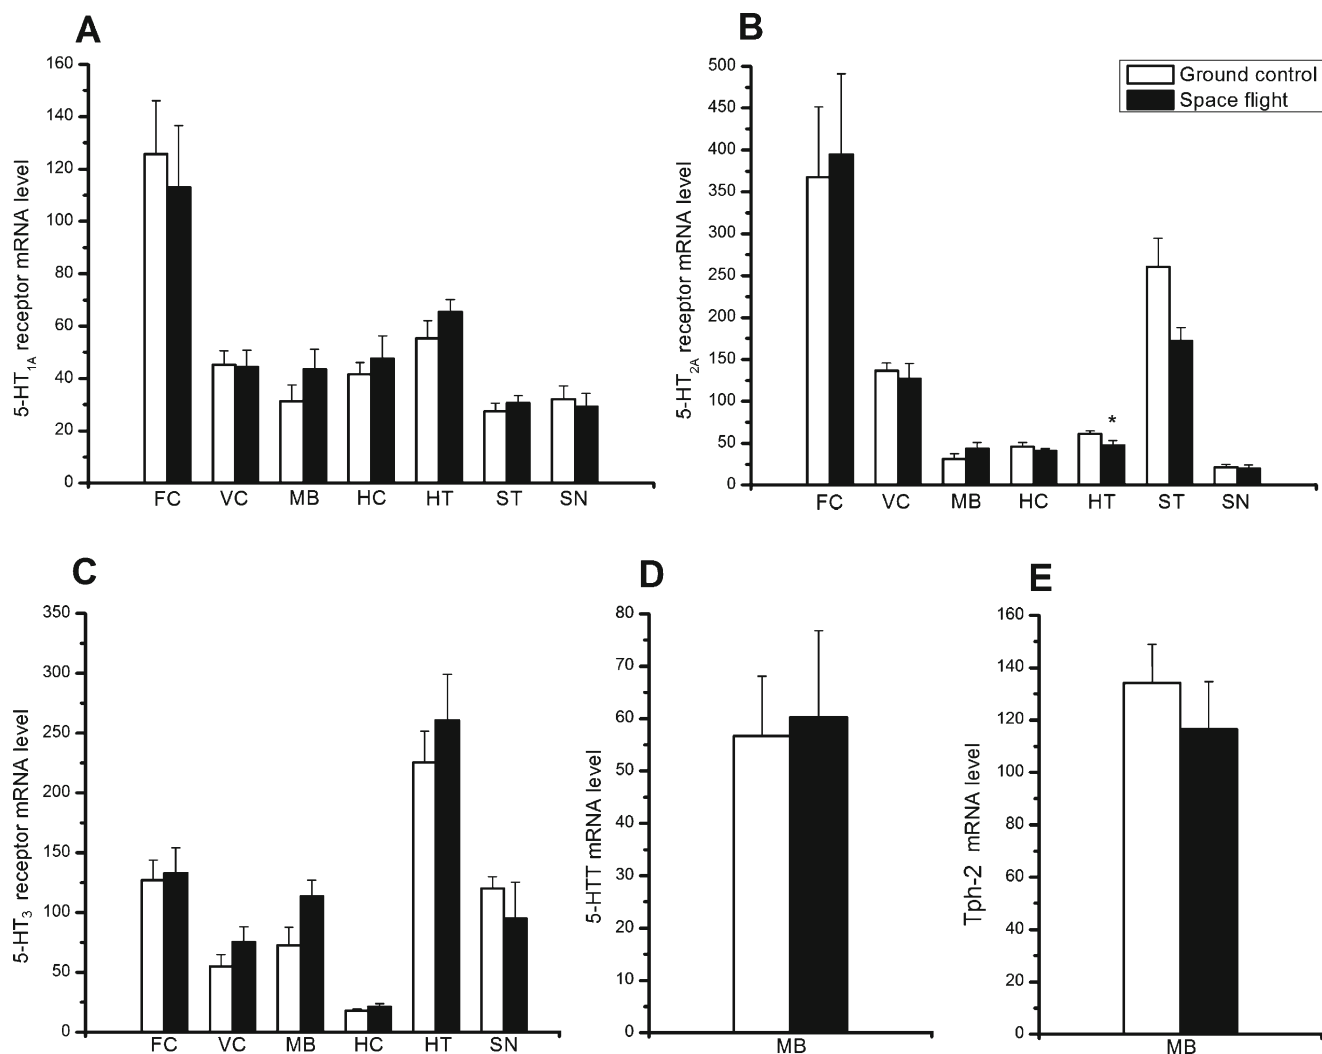 A
160
140
120
100
80
60
40
20
0
5-HT1A receptor mRNA level
FC VC MB HC HT ST SN
B
Ground control
Space flight
500
450
400
350
300
250
200
150
100
50
0
5-HT2A receptor mRNA level
*
FC VC MB HC HT ST SN
C
350
300
250
200
150
100
50
0
5-HT3 receptor mRNA level
FC VC MB HC HT SN
D
80
70
60
50
40
30
20
10
0
5-HTT mRNA level
MB
E
160
140
120
100
80
60
40
20
0
Tph-2 mRNA level
MB